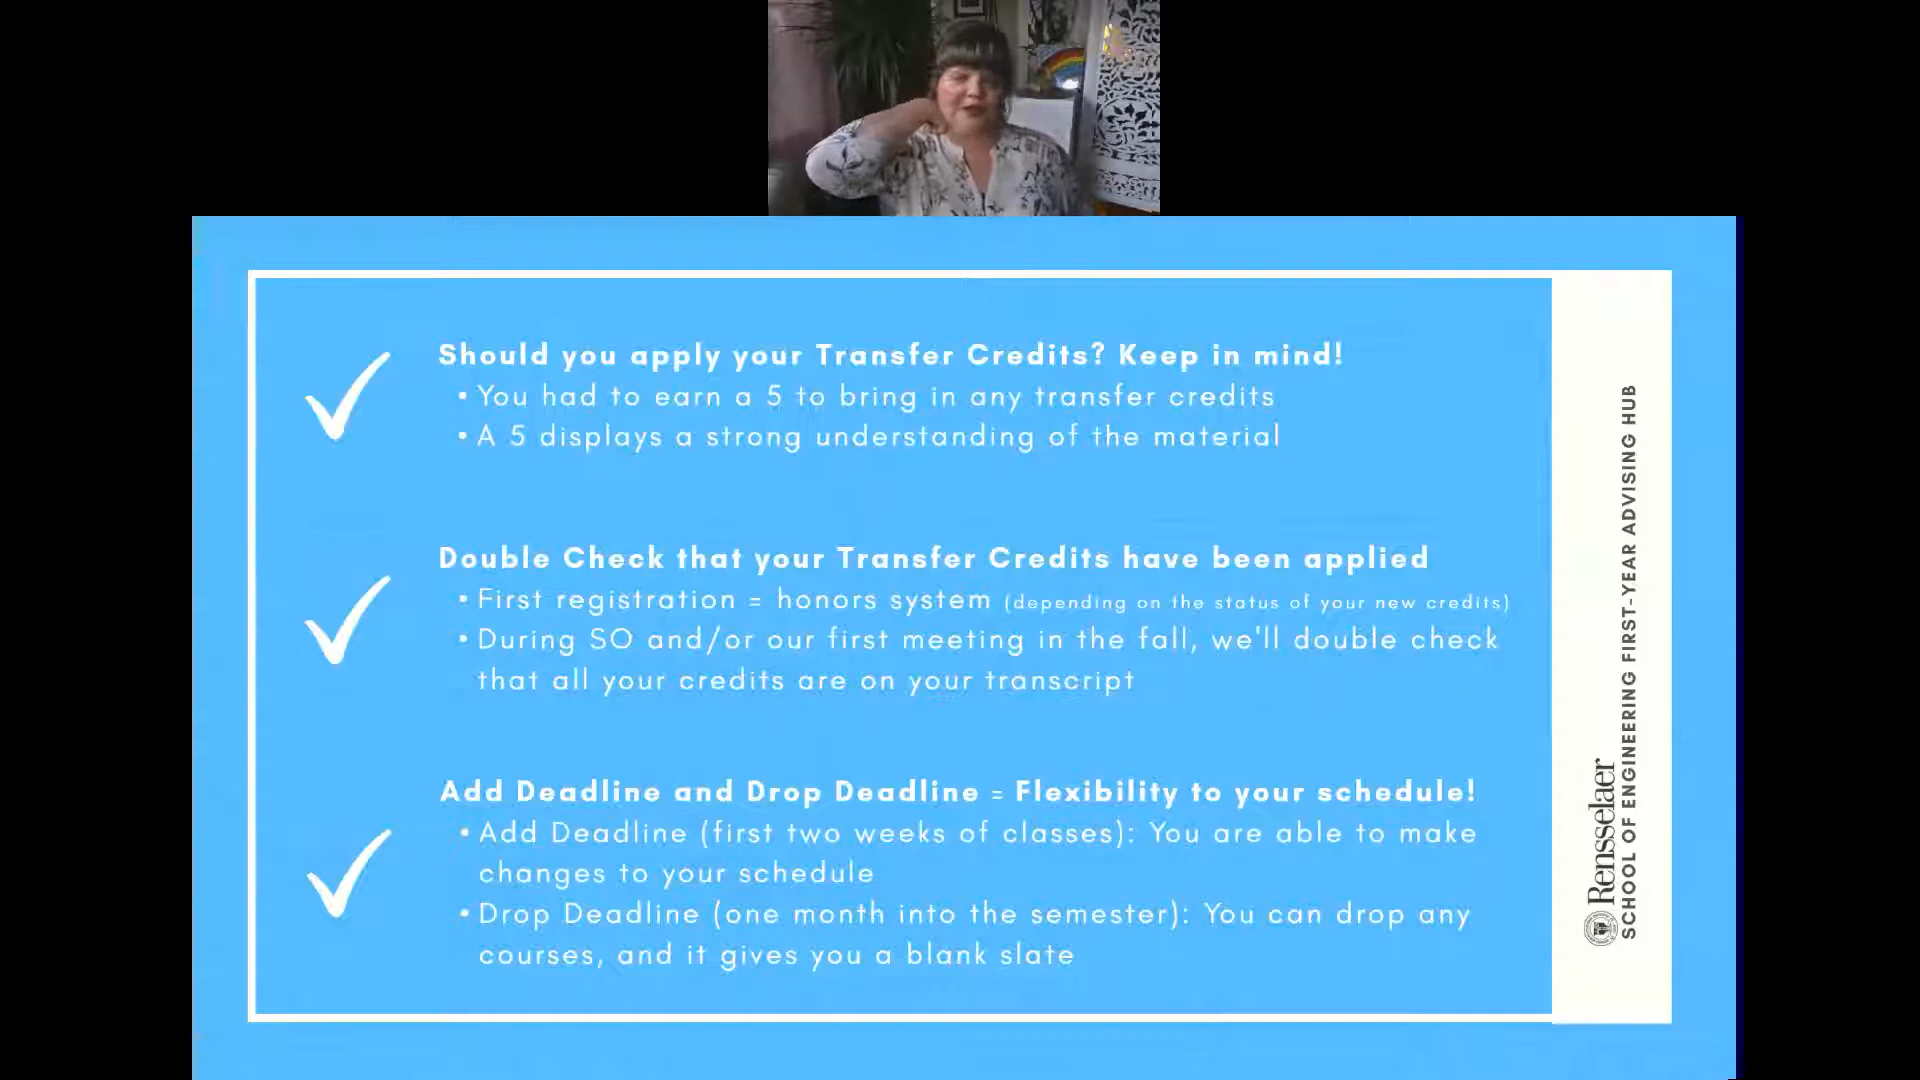 Should you apply your Transfer Credits? Keep in mind!
• You had to earn a 5 to bring in any transfer credits
• A 5 displays a strong understanding of the material
Double Check that your Transfer Credits have been applied
• First registration = honors system (depending on the status of your new credits)
• During SO and/or our first meeting in the fall, we'll double check
that all your credits are on your transcript
Add Deadline and Drop Deadline = Flexibility to your schedule!
• Add Deadline (first two weeks of classes): You are able to make
changes to your schedule
• Drop Deadline (one month into the semester): You can drop any
courses, and it gives you a blank slate
Rensselaer
SCHOOL OF ENGINEERING FIRST-YEAR ADVISING HUB